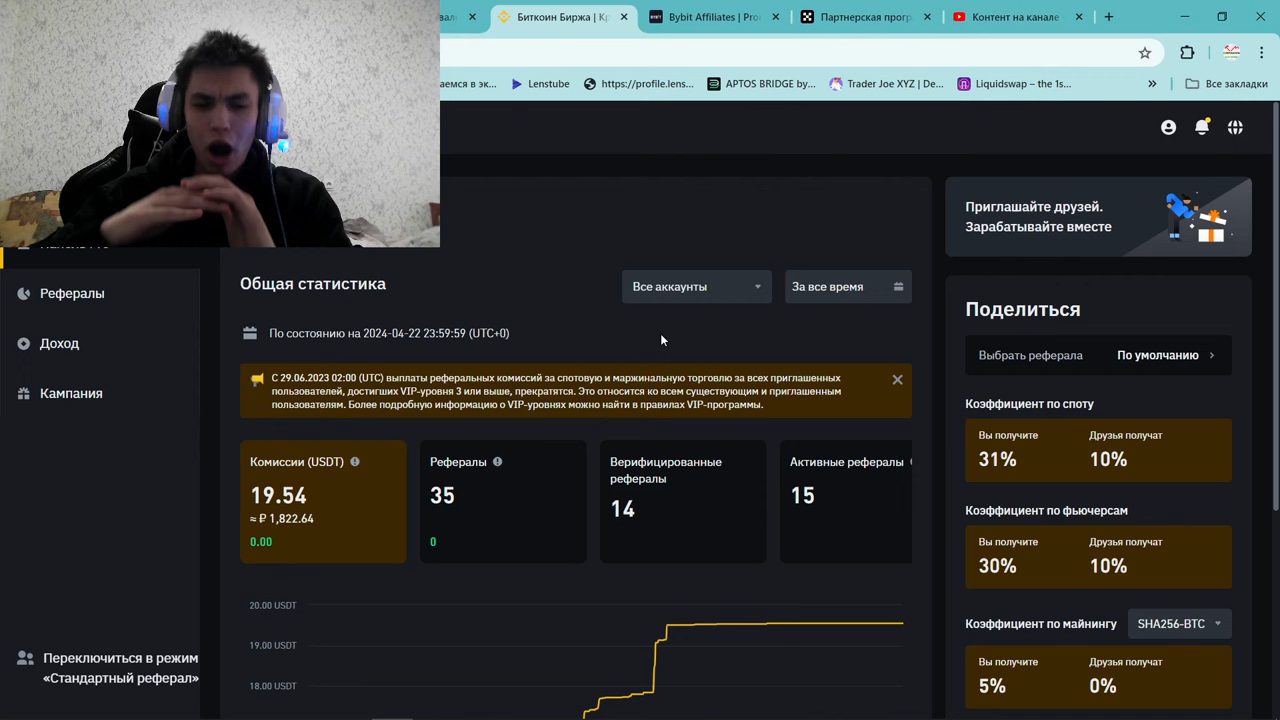 Биткоин Биржа | Кр
Bybit Affiliates | Pro
Партнерская прог
Контент на канале
аемся в эк...
Lenstube
https://profile.lens...
APTOS BRIDGE by...
Trader Joe XYZ | De...
Liquidswap – the 1s...
Все закладки
Рефералы
Доход
Кампания
Переключиться в режим
«Стандартный реферал»
Общая статистика
Все аккаунты
За все время
По состоянию на 2024-04-22 23:59:59 (UTC+0)
С 29.06.2023 02:00 (UTC) выплаты реферальных комиссий за спотовую и маржинальную торговлю за всех приглашенных
пользователей, достигших VIP-уровня 3 или выше, прекратятся. Это относится ко всем существующим и приглашенным
пользователям. Более подробную информацию о VIP-уровнях можно найти в правилах VIP-программы.
Комиссии (USDT)
19.54
≈ ₽ 1,822.64
0.00
Рефералы
35
0
Верифицированные
рефералы
14
Активные рефералы
15
20.00 USDT
19.00 USDT
18.00 USDT
Приглашайте друзей.
Зарабатывайте вместе
Поделиться
Выбрать реферала
По умолчанию
Коэффициент по споту
Вы получите Друзья получат
31% 10%
Коэффициент по фьючерсам
Вы получите Друзья получат
30% 10%
Коэффициент по майнингу
SHA256-BTC
Вы получите Друзья получат
5% 0%